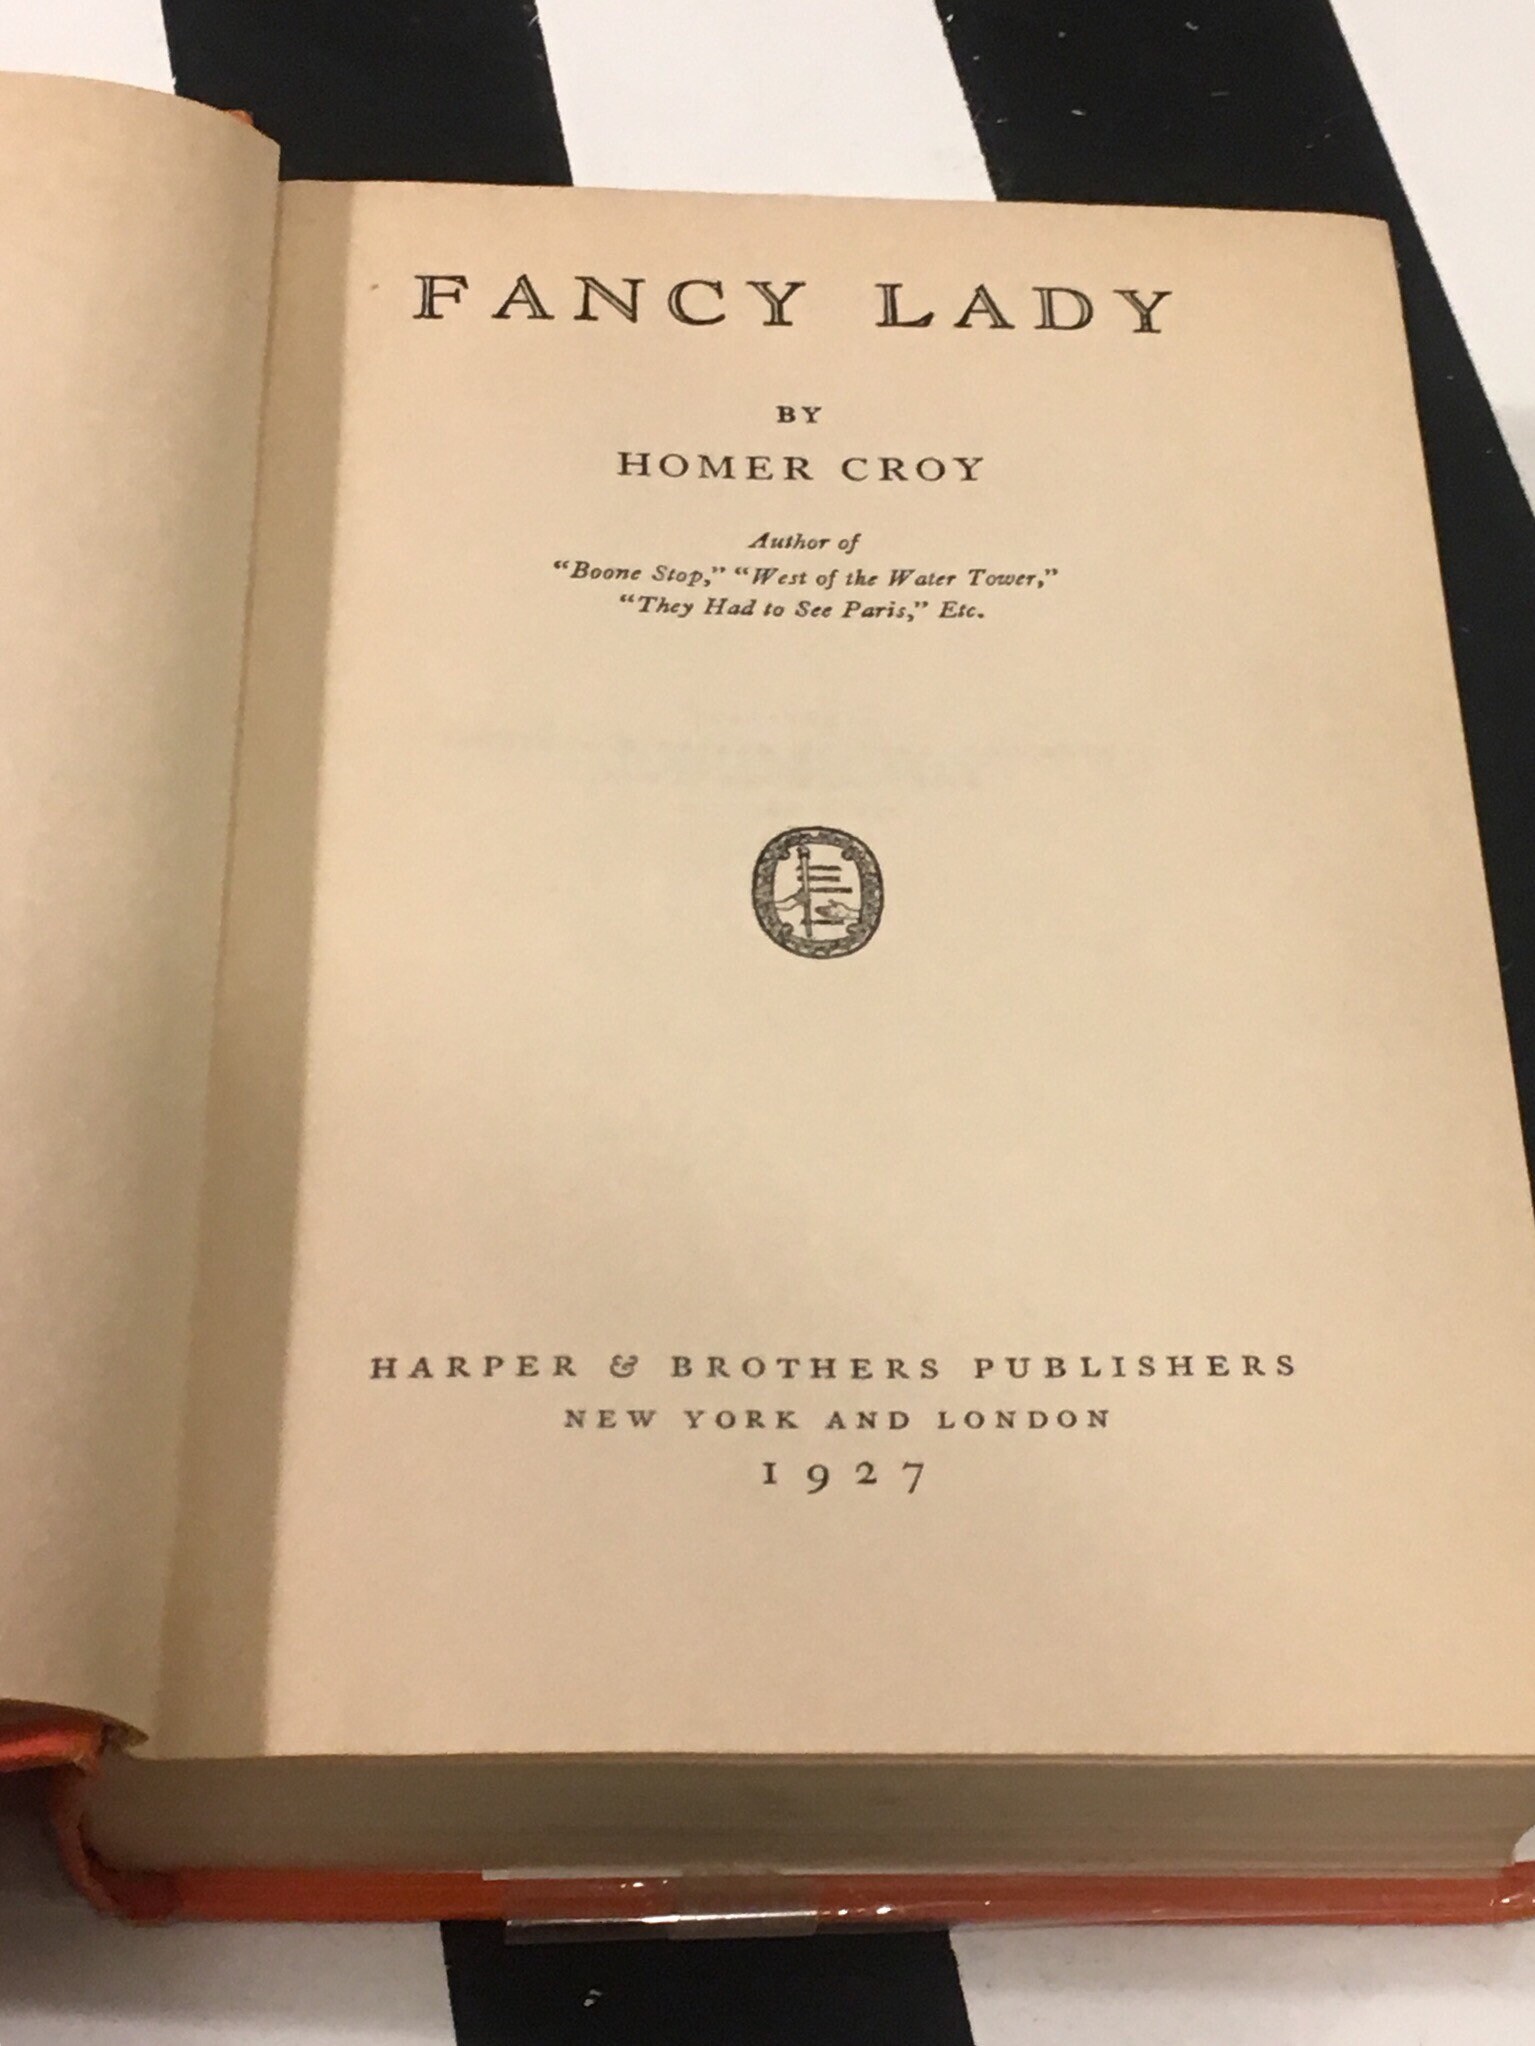 FANCY LADY
BY
HOMER CROY
Author of
“Boone Stop,” “West of the Water Tower,”
“They Had to See Paris,” Etc.
HARPER & BROTHERS PUBLISHERS
NEW YORK AND LONDON
1927